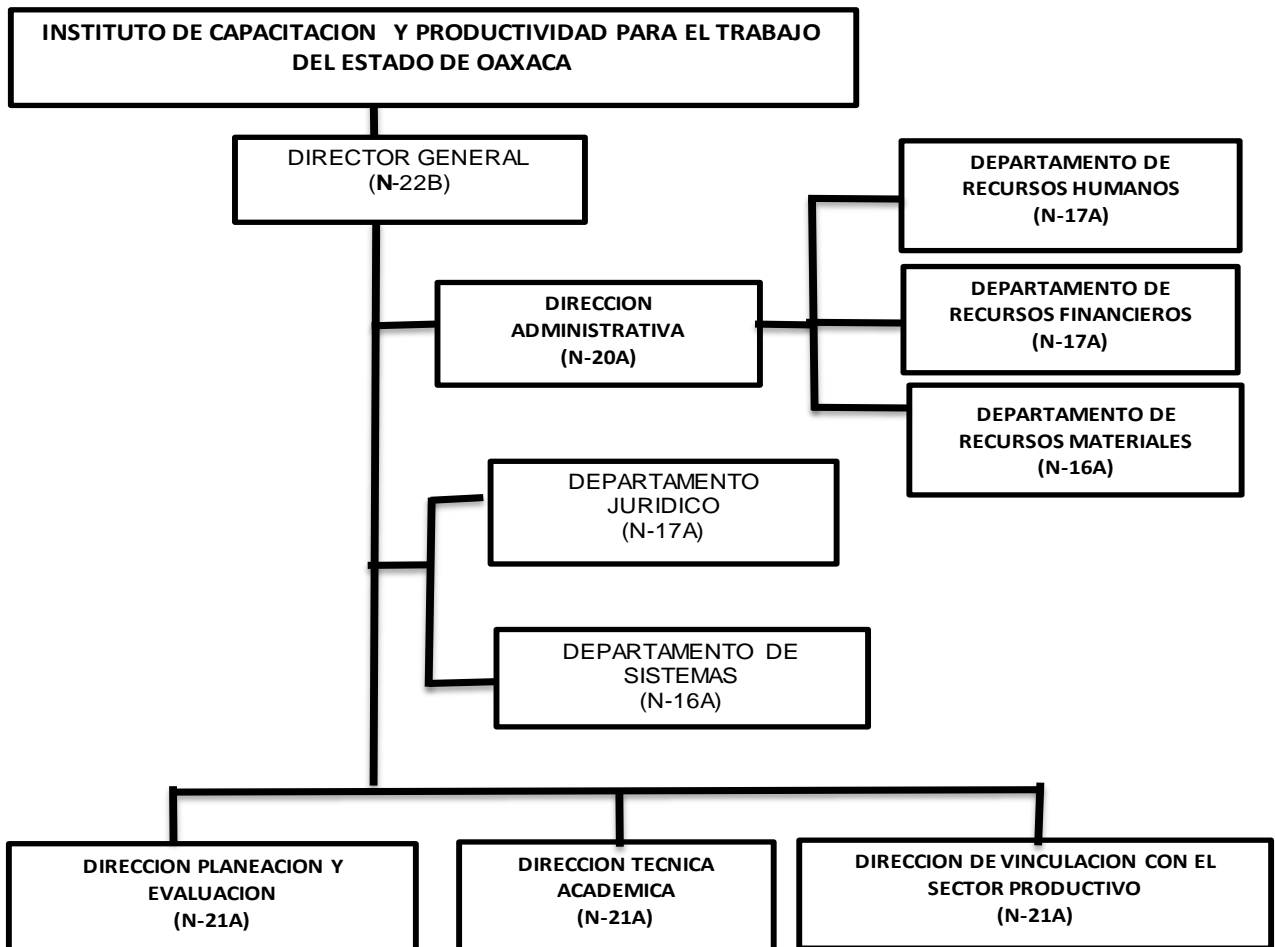 INSTITUTO DE CAPACITACION Y PRODUCTIVIDAD PARA EL TRABAJO
DEL ESTADO DE OAXACA
DIRECTOR GENERAL
(N-22B)
DEPARTAMENTO DE
RECURSOS HUMANOS
(N-17A)
DIRECCION
ADMINISTRATIVA
(N-20A)
DEPARTAMENTO DE
RECURSOS FINANCIEROS
(N-17A)
DEPARTAMENTO DE
RECURSOS MATERIALES
(N-16A)
DEPARTAMENTO
JURIDICO
(N-17A)
DEPARTAMENTO DE
SISTEMAS
(N-16A)
DIRECCION PLANEACION Y
EVALUACION
(N-21A)
DIRECCION TECNICA
ACADEMICA
(N-21A)
DIRECCION DE VINCULACION CON EL
SECTOR PRODUCTIVO
(N-21A)